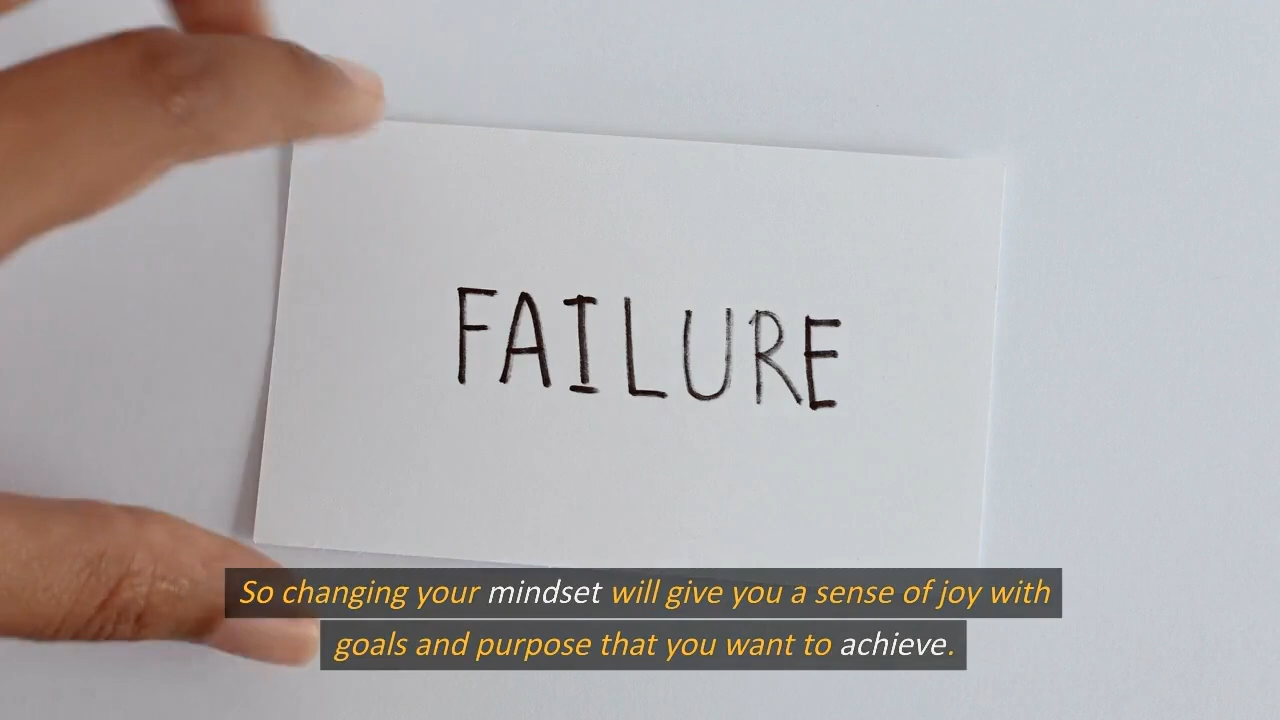 FAILURE
So changing your mindset will give you a sense of joy with
goals and purpose that you want to achieve.